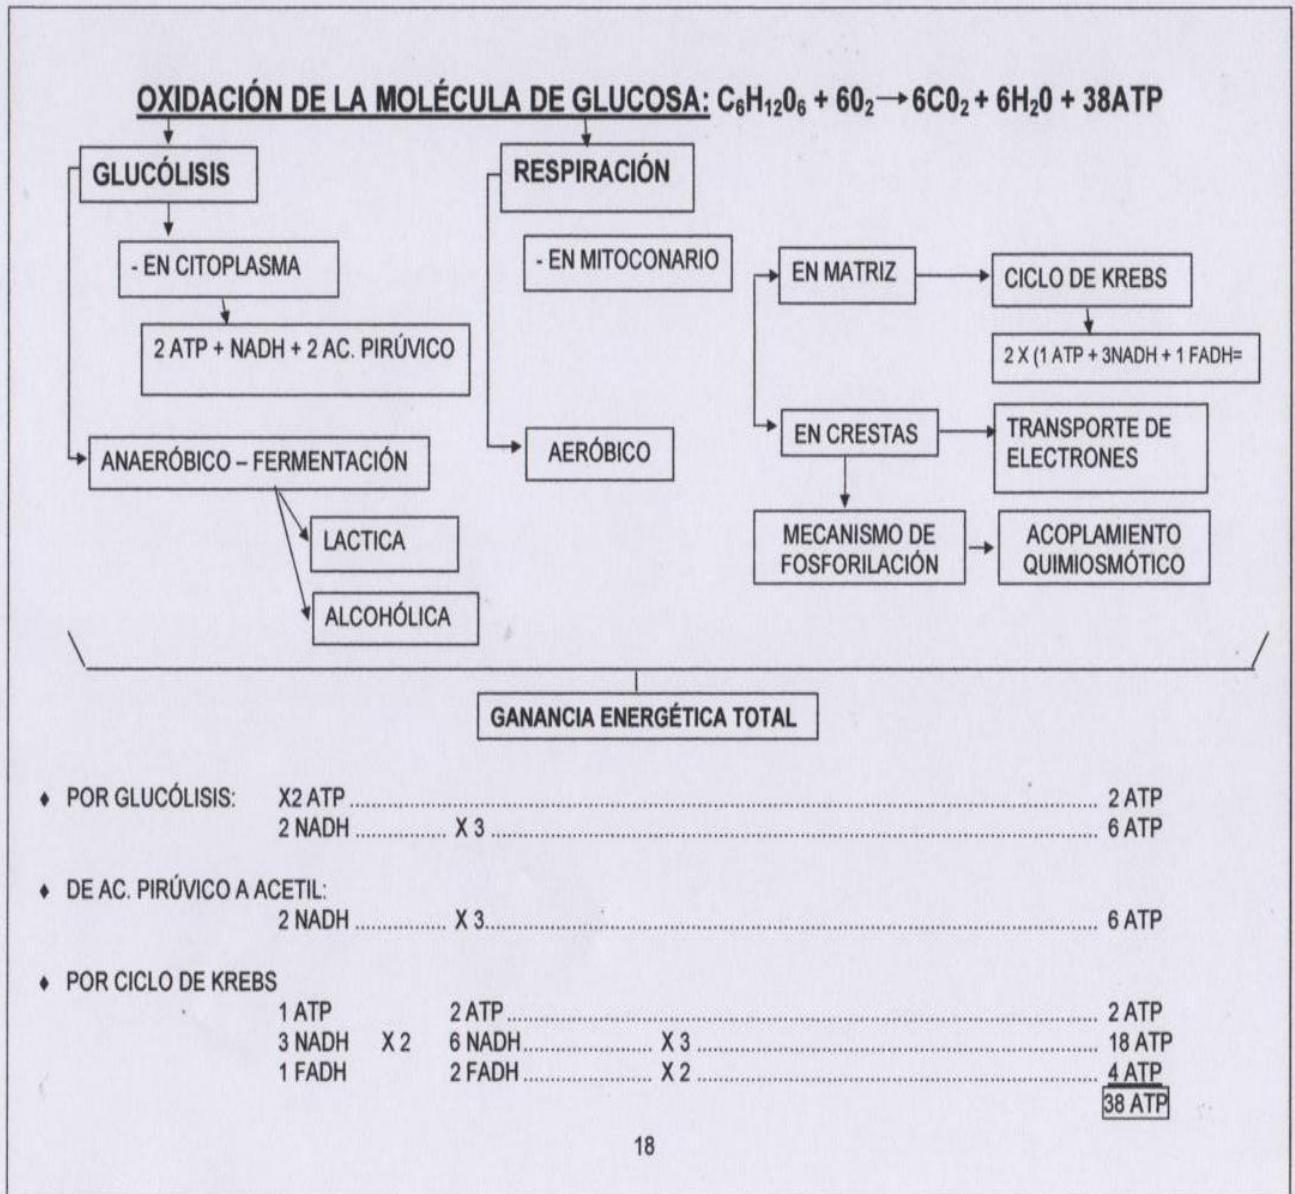 OXIDACIÓN DE LA MOLÉCULA DE GLUCOSA: C₆H₁₂0₆ + 60₂→6C0₂ + 6H₂0 + 38ATP
GLUCÓLISIS
RESPIRACIÓN
- EN CITOPLASMA
- EN MITOCONARIO
EN MATRIZ
CICLO DE KREBS
2 ATP + NADH + 2 AC. PIRÚVICO
2 X (1 ATP + 3NADH + 1 FADH=
ANAERÓBICO – FERMENTACIÓN
AERÓBICO
EN CRESTAS
TRANSPORTE DE
ELECTRONES
LACTICA
ALCOHÓLICA
MECANISMO DE
FOSFORILACIÓN
ACOPLAMIENTO
QUIMIOSMÓTICO
GANANCIA ENERGÉTICA TOTAL
♦ POR GLUCÓLISIS: X2 ATP ........ 2 ATP
2 NADH ........ X 3 ........ 6 ATP
♦ DE AC. PIRÚVICO A ACETIL:
2 NADH ........ X 3 ........ 6 ATP
♦ POR CICLO DE KREBS
1 ATP 2 ATP ........ 2 ATP
3 NADH X 2 6 NADH ........ X 3 ........ 18 ATP
1 FADH 2 FADH ........ X 2 ........ 4 ATP
38 ATP
18